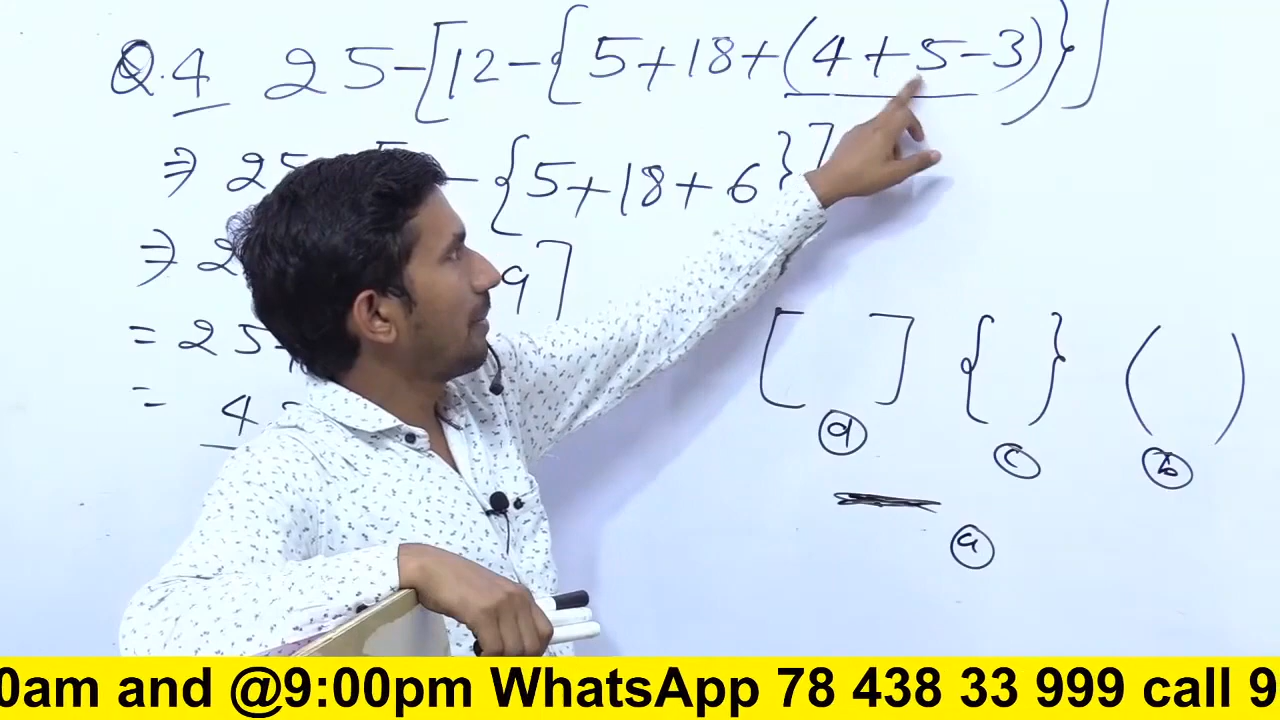 Q.4 25-[12-{5+18+(4+5-3)}]
⇒ 25 - {5+18+6}]
⇒ 2 9]
= 25-
= 4
[ ] { } ( )
d c b
a
0am and @9:00pm WhatsApp 78 438 33 999 call 9